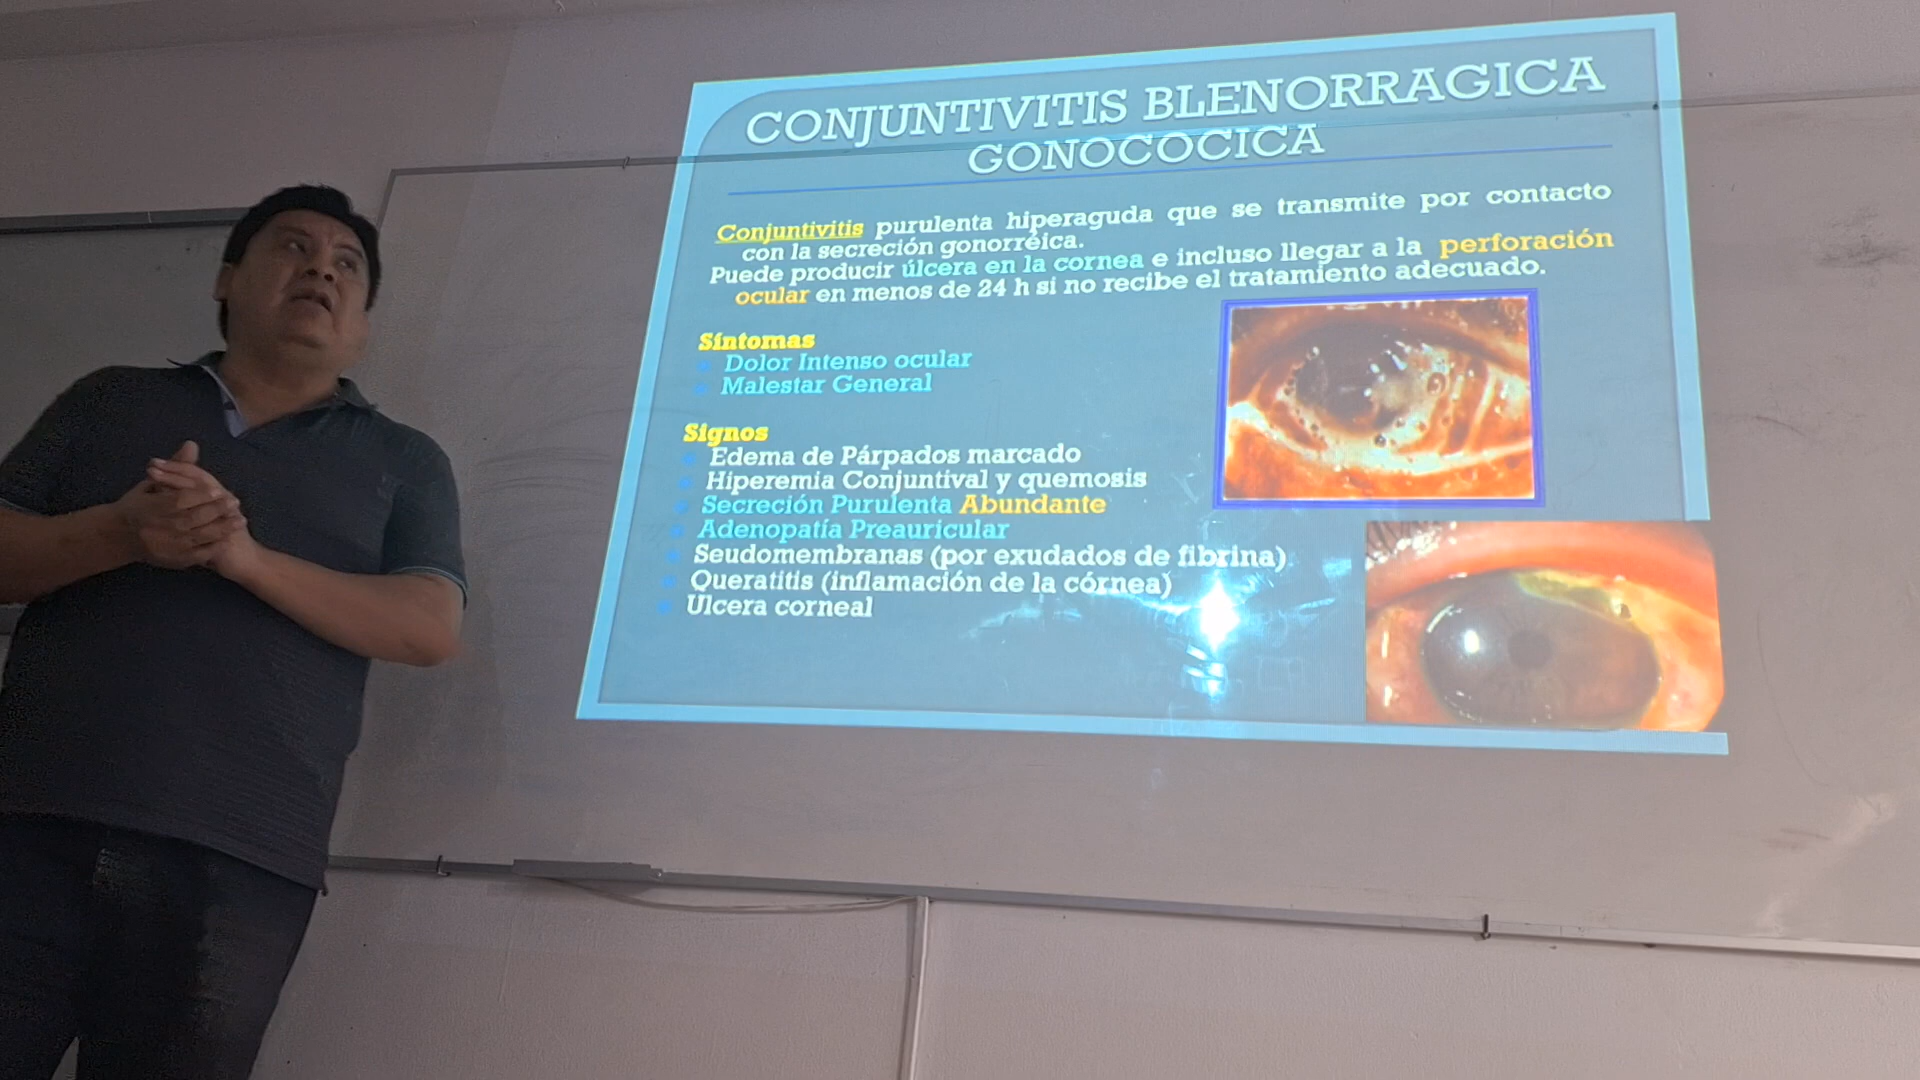 CONJUNTIVITIS BLENORRAGICA
GONOCOCICA
Conjuntivitis purulenta hiperaguda que se transmite por contacto
con la secreción gonorréica.
Puede producir úlcera en la cornea e incluso llegar a la perforación
ocular en menos de 24 h si no recibe el tratamiento adecuado.
Síntomas
Dolor Intenso ocular
Malestar General
Signos
Edema de Párpados marcado
Hiperemia Conjuntival y quemosis
Secreción Purulenta Abundante
Adenopatía Preauricular
Seudomembranas (por exudados de fibrina)
Queratitis (inflamación de la córnea)
Ulcera corneal